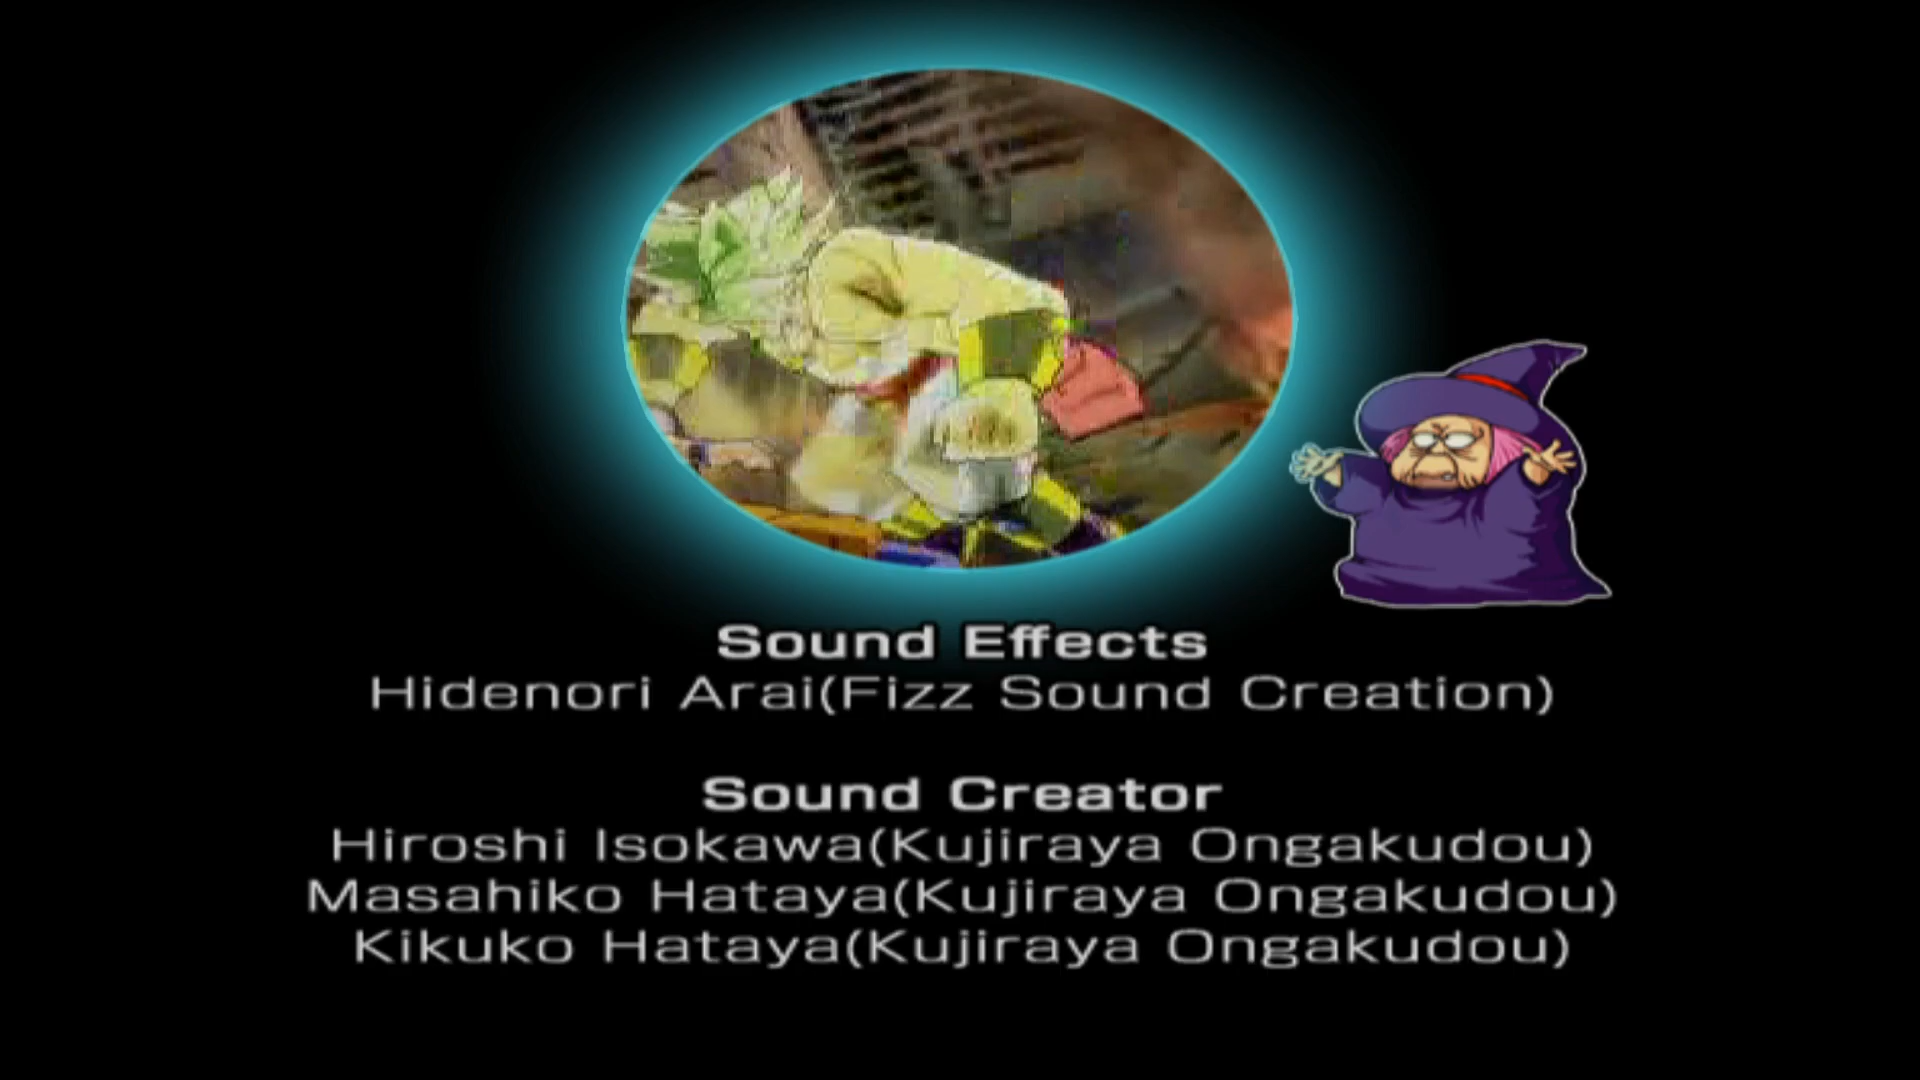 Sound Effects
Hidenori Arai(Fizz Sound Creation)
Sound Creator
Hiroshi Isokawa(Kujiraya Ongakudou)
Masahiko Hataya(Kujiraya Ongakudou)
Kikuko Hataya(Kujiraya Ongakudou)